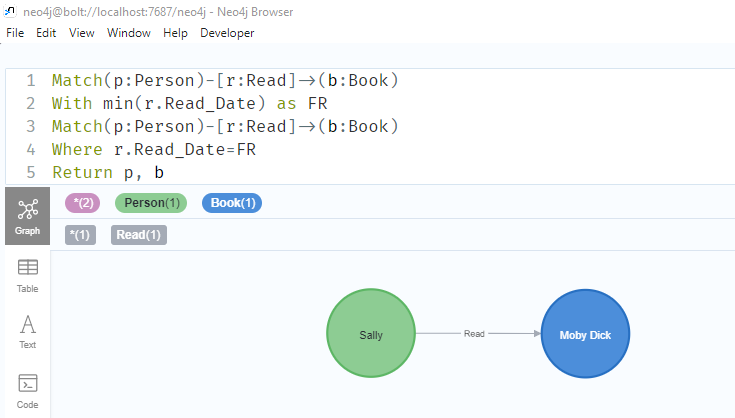 neo4j@bolt://localhost:7687/neo4j - Neo4j Browser
File Edit View Window Help Developer
1 Match(p:Person)-[r:Read]→(b:Book)
2 With min(r.Read_Date) as FR
3 Match(p:Person)-[r:Read]→(b:Book)
4 Where r.Read_Date=FR
5 Return p, b
*(2) Person(1) Book(1)
*(1) Read(1)
Graph
Table
Text
Code
Sally Read Moby Dick